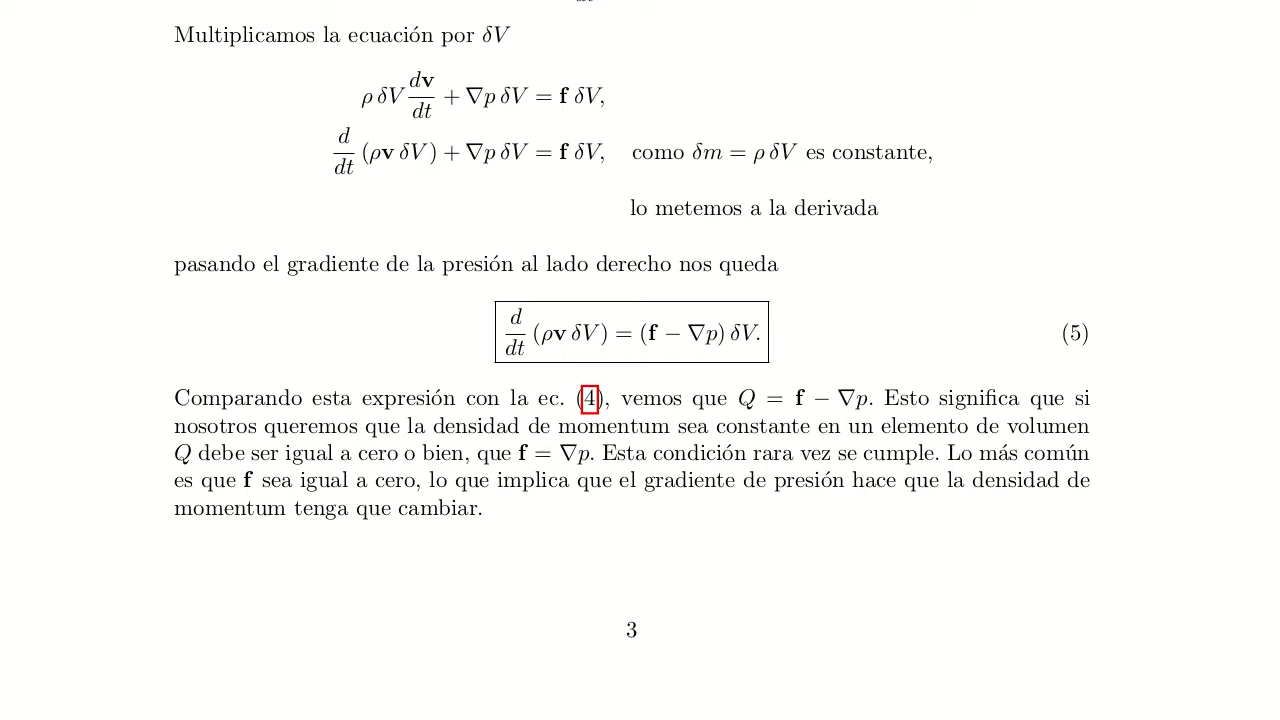 Multiplicamos la ecuación por δV
ρ δV d𝐯/dt + ∇p δV = 𝐟 δV,
d/dt (ρ𝐯 δV) + ∇p δV = 𝐟 δV, como δm = ρ δV es constante,
lo metemos a la derivada
pasando el gradiente de la presión al lado derecho nos queda
d/dt (ρ𝐯 δV) = (𝐟 − ∇p) δV. (5)
Comparando esta expresión con la ec. (4), vemos que Q = 𝐟 − ∇p. Esto significa que si
nosotros queremos que la densidad de momentum sea constante en un elemento de volumen
Q debe ser igual a cero o bien, que 𝐟 = ∇p. Esta condición rara vez se cumple. Lo más común
es que 𝐟 sea igual a cero, lo que implica que el gradiente de presión hace que la densidad de
momentum tenga que cambiar.
3